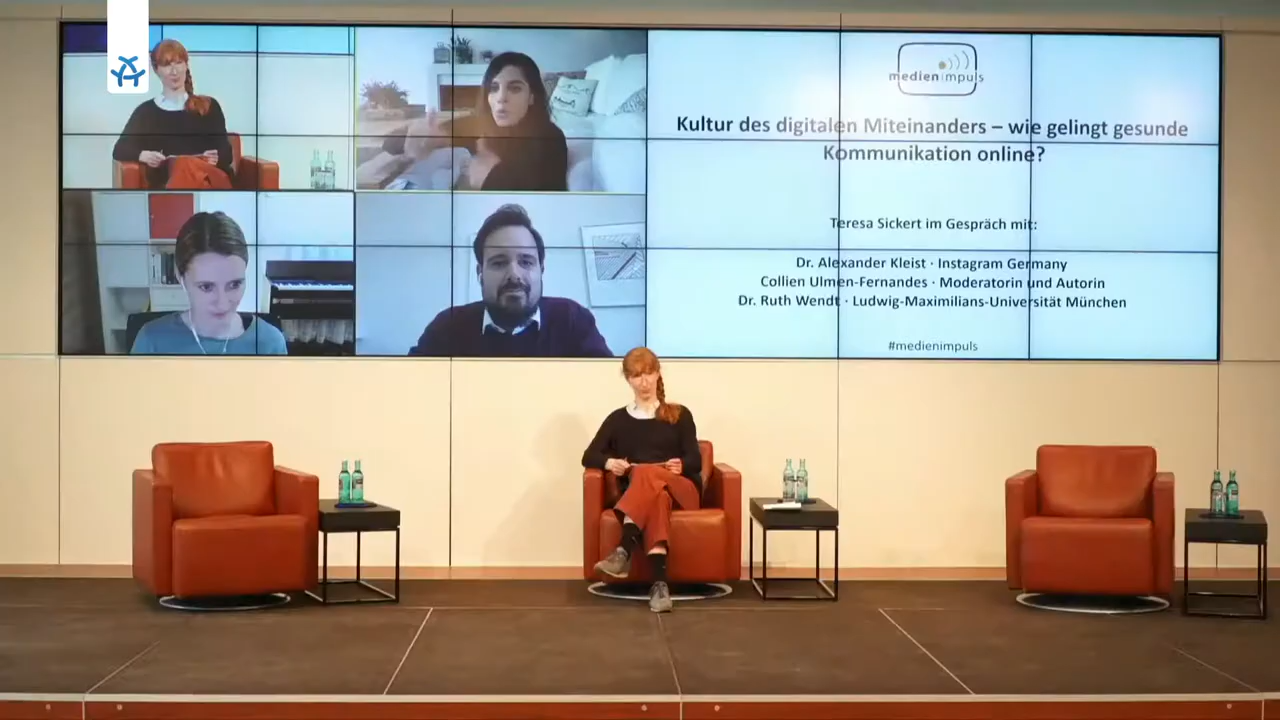 medienimpuls
Kultur des digitalen Miteinanders – wie gelingt gesunde
Kommunikation online?
Teresa Sickert im Gespräch mit:
Dr. Alexander Kleist · Instagram Germany
Collien Ulmen-Fernandes · Moderatorin und Autorin
Dr. Ruth Wendt · Ludwig-Maximilians-Universität München
#medienimpuls